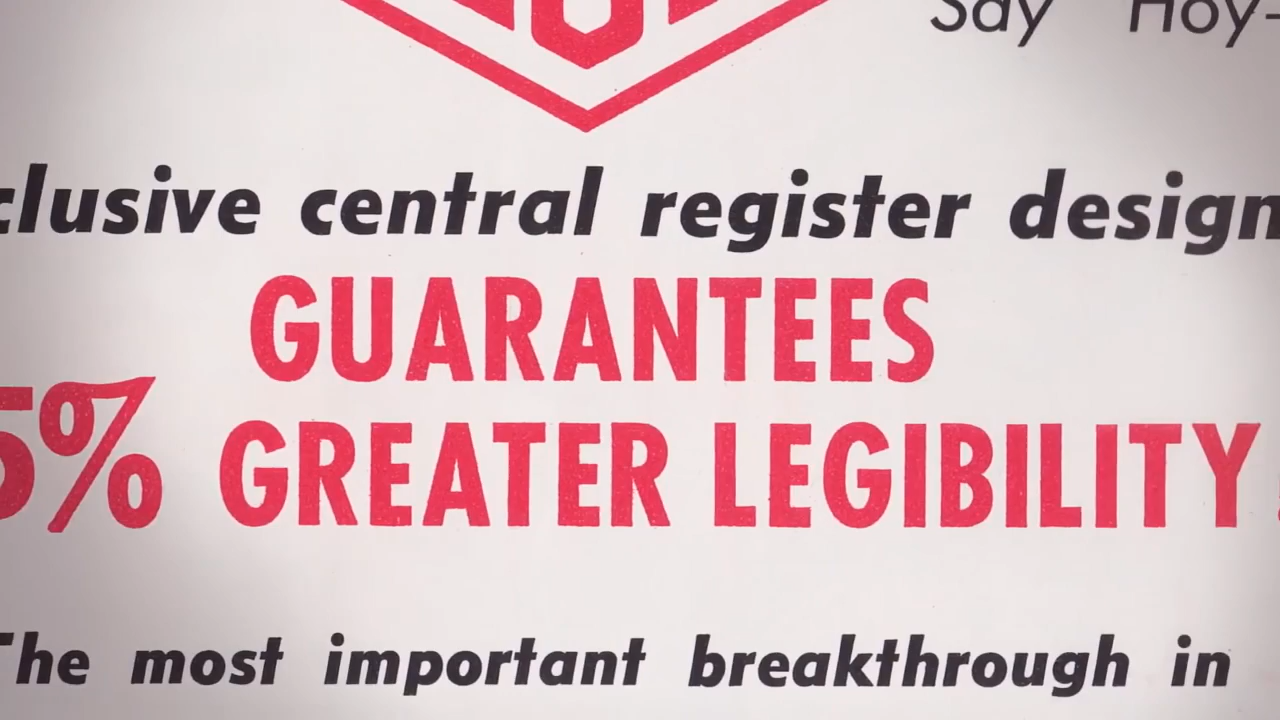 Say Hoy-
clusive central register design
GUARANTEES
5% GREATER LEGIBILITY
The most important breakthrough in